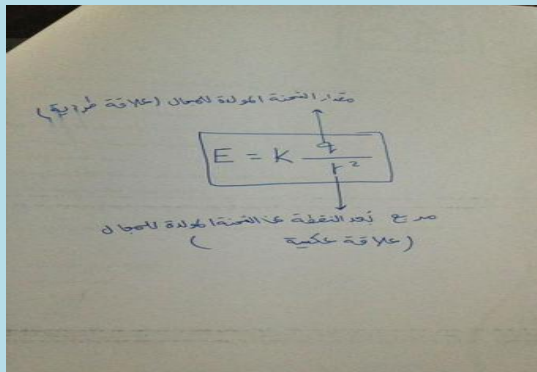 مقدار الشحنة المولدة للمجال (علاقة طردية)
E = K q / r²
مربع بُعد النقطة عن الشحنة المولدة للمجال
(علاقة عكسية)